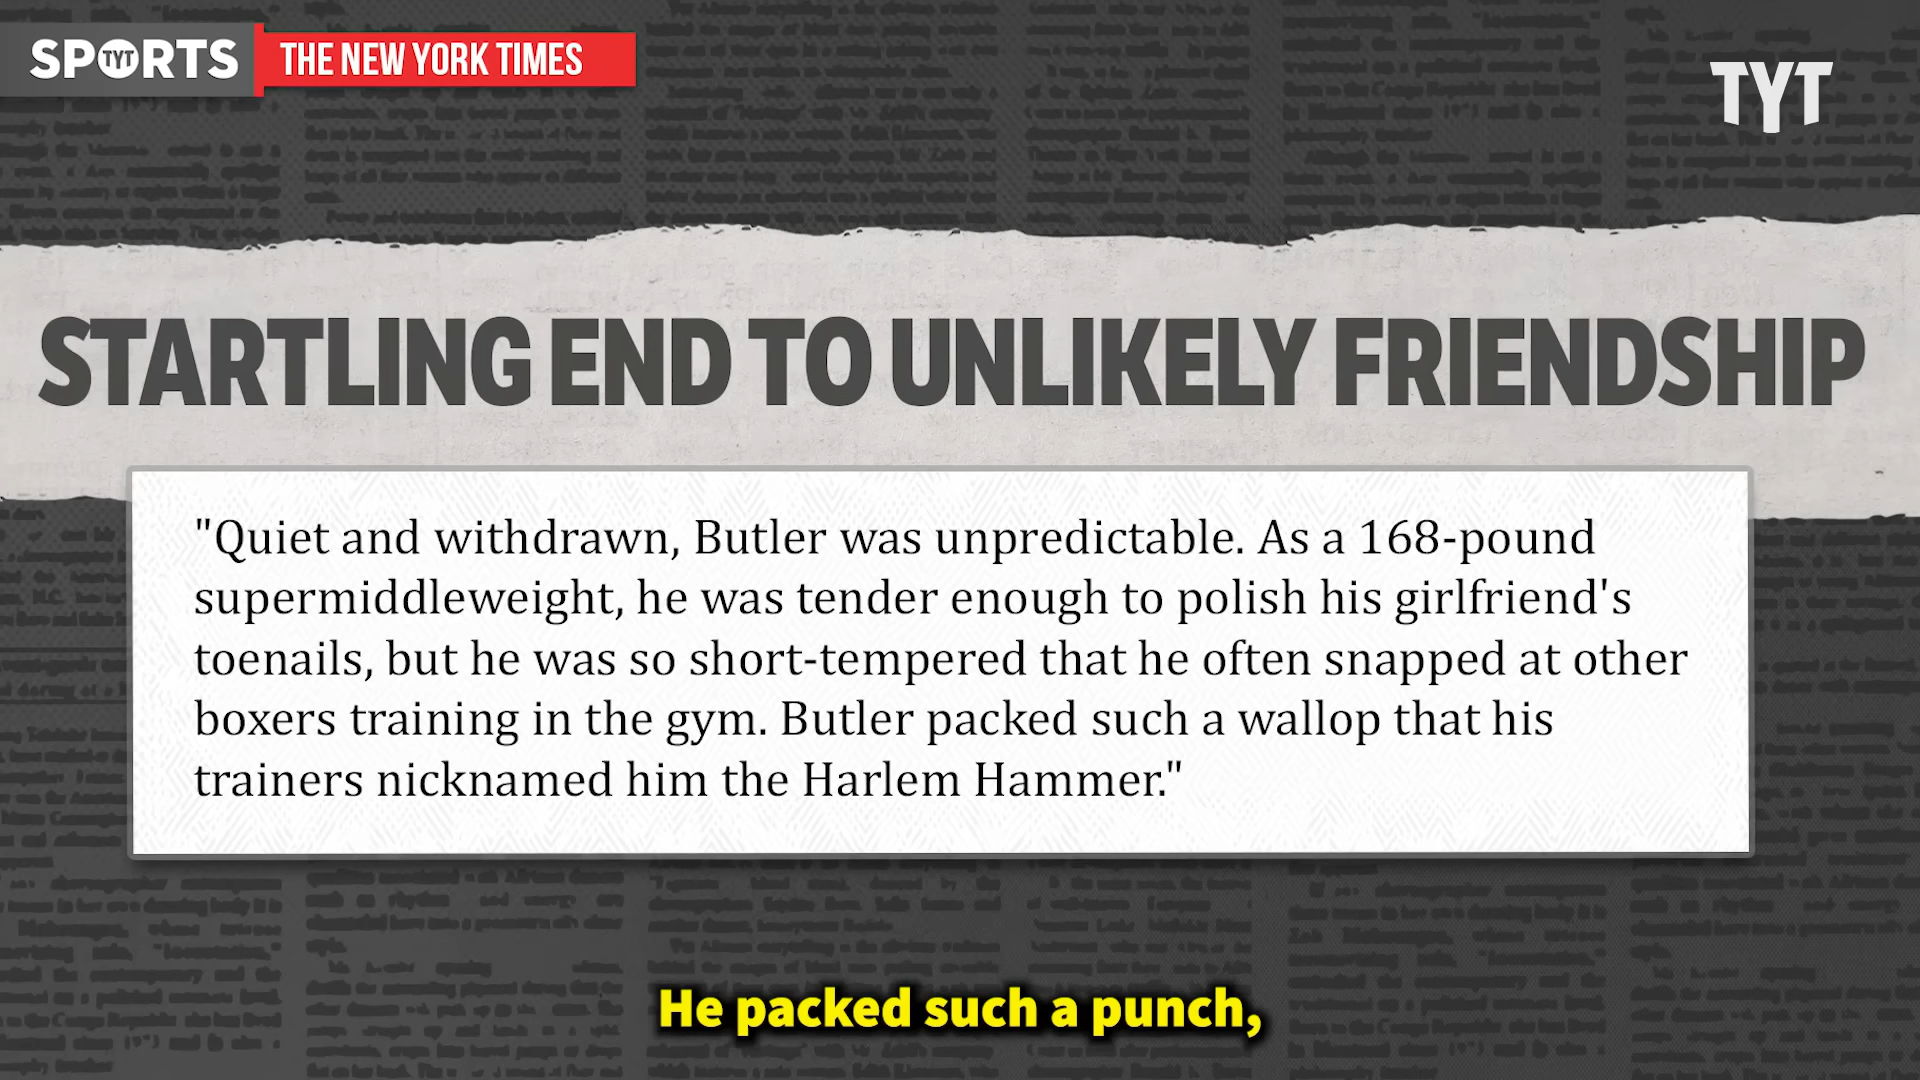 SPORTS
TYT
THE NEW YORK TIMES
TYT
STARTLING END TO UNLIKELY FRIENDSHIP
"Quiet and withdrawn, Butler was unpredictable. As a 168-pound
supermiddleweight, he was tender enough to polish his girlfriend's
toenails, but he was so short-tempered that he often snapped at other
boxers training in the gym. Butler packed such a wallop that his
trainers nicknamed him the Harlem Hammer."
He packed such a punch,